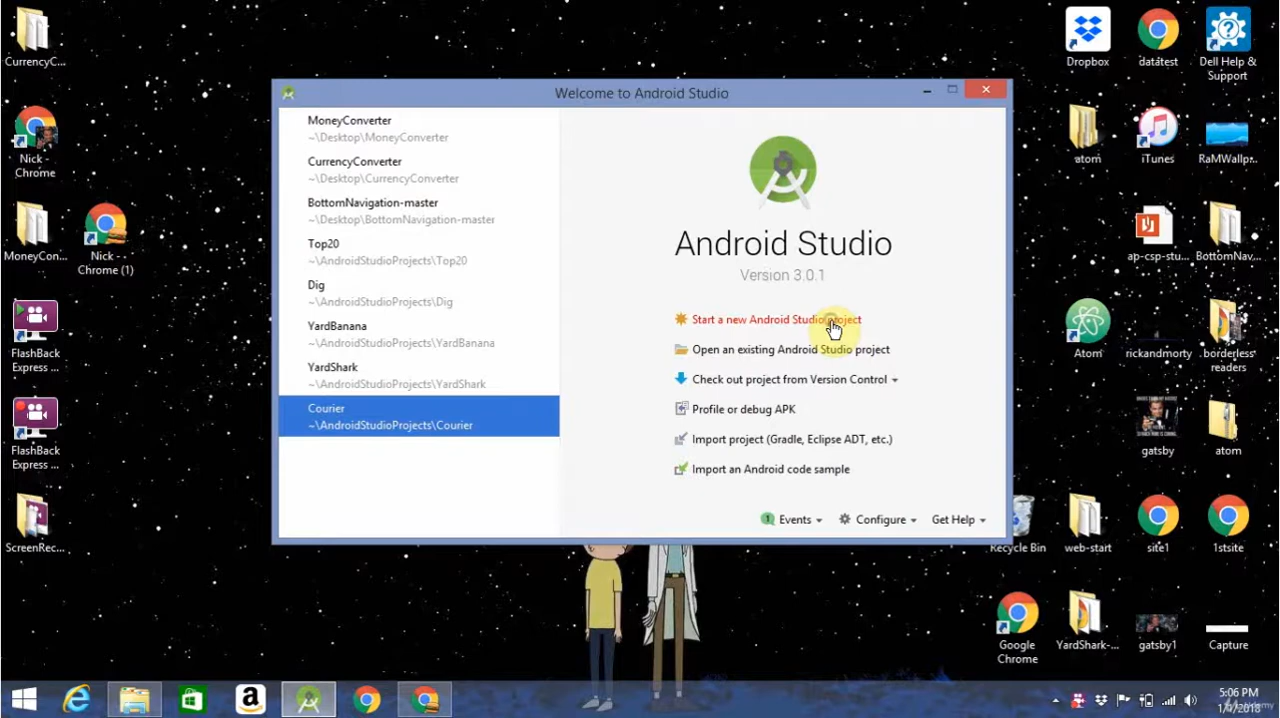 CurrencyC...
Nick -
Chrome
MoneyCon...
Nick - -
Chrome (1)
FlashBack
Express ...
FlashBack
Express ...
ScreenRec...
Welcome to Android Studio
MoneyConverter
~\Desktop\MoneyConverter
CurrencyConverter
~\Desktop\CurrencyConverter
BottomNavigation-master
~\Desktop\BottomNavigation-master
Top20
~\AndroidStudioProjects\Top20
Dig
~\AndroidStudioProjects\Dig
YardBanana
~\AndroidStudioProjects\YardBanana
YardShark
~\AndroidStudioProjects\YardShark
Courier
~\AndroidStudioProjects\Courier
Android Studio
Version 3.0.1
Start a new Android Studio project
Open an existing Android Studio project
Check out project from Version Control
Profile or debug APK
Import project (Gradle, Eclipse ADT, etc.)
Import an Android code sample
1 Events
Configure
Get Help
Dropbox
datatest
Dell Help &
Support
atom
iTunes
RaMWallpr...
ap-csp-stu...
BottomNav...
Atom
rickandmorty
borderless
readers
gatsby
atom
Recycle Bin
web-start
site1
1stsite
Google
Chrome
YardShark-...
gatsby1
Capture
5:06 PM
1/4/2018